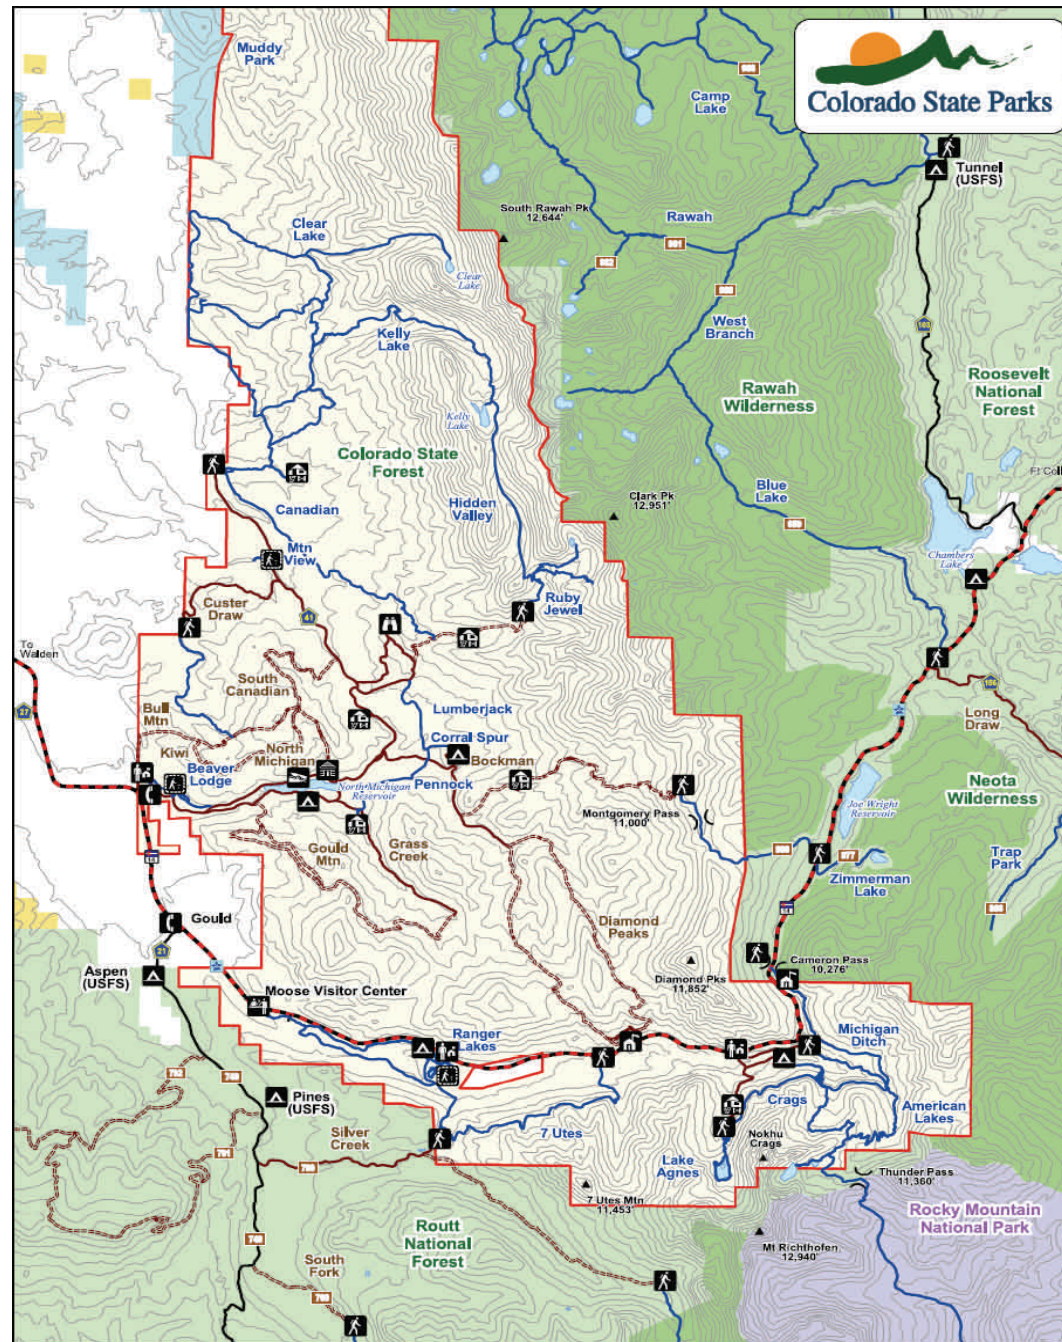 Muddy
Park
Colorado State Parks
Camp
Lake
Tunnel
(USFS)
South Rawah Pk
12,644'
Rawah
Clear
Lake
Clear
Lake
West
Branch
Kelly
Lake
Roosevelt
National
Forest
Rawah
Wilderness
Kelly
Lake
Colorado State
Forest
Ft Coll
Blue
Lake
Clark Pk
12,951'
Hidden
Valley
Canadian
Chambers
Lake
Mtn
View
Ruby
Jewel
Custer
Draw
41
To
Walden
South
Canadian
Long
Draw
Bull
Mtn
Lumberjack
27
Corral Spur
North
Michigan
Kiwi
Beaver
Lodge
Bockman
Pennock
North Michigan
Reservoir
Neota
Wilderness
Joe Wright
Reservoir
Montgomery Pass
11,000'
Gould
Mtn
Grass
Creek
Trap
Park
Zimmerman
Lake
Gould
Diamond
Peaks
21
Aspen
(USFS)
Cameron Pass
10,276'
Diamond Pks
11,852'
Moose Visitor Center
Ranger
Lakes
Michigan
Ditch
Pines
(USFS)
Crags
American
Lakes
Silver
Creek
7 Utes
Nokhu
Crags
Lake
Agnes
Thunder Pass
11,360'
7 Utes Mtn
11,453'
Rocky Mountain
National Park
Routt
National
Forest
Mt Richthofen
12,940'
South
Fork